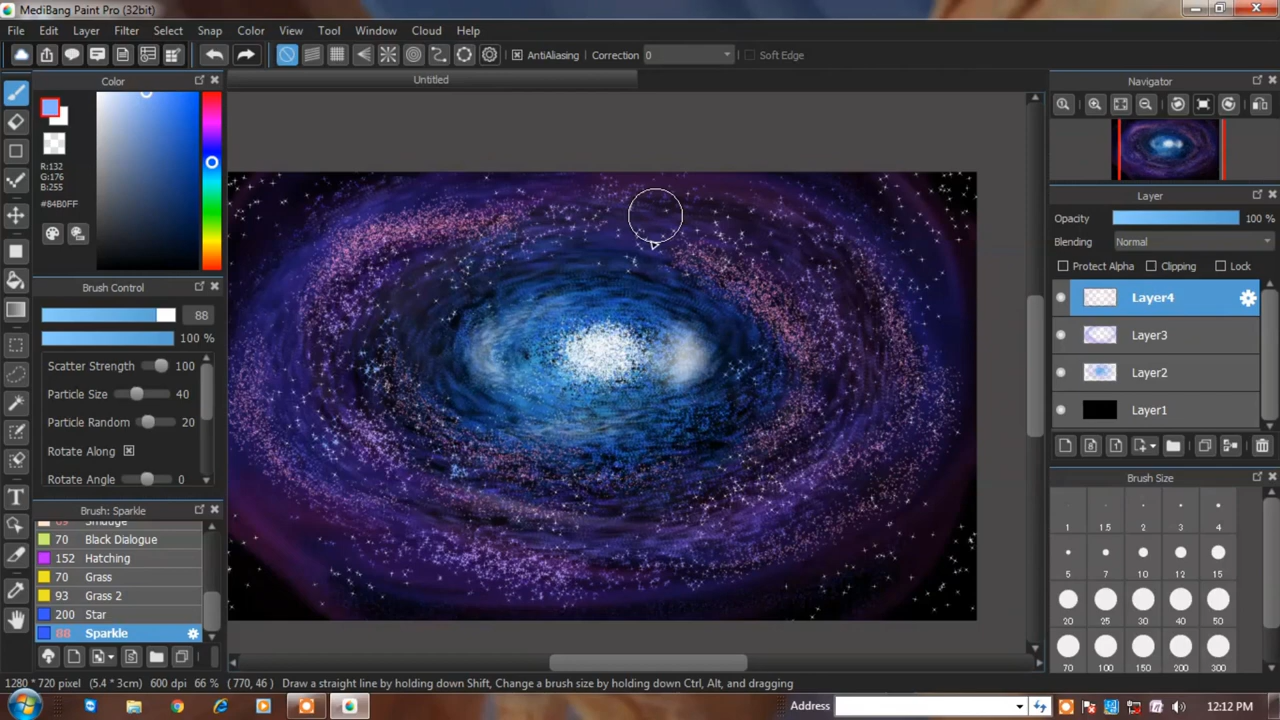 MediBang Paint Pro (32bit)
File Edit Layer Filter Select Snap Color View Tool Window Cloud Help
AntiAliasing Correction 0 Soft Edge
Color
Untitled
Navigator
R:132
G:176
B:255
#84B0FF
Layer
Opacity 100 %
Blending Normal
Protect Alpha Clipping Lock
Layer4
Layer3
Layer2
Layer1
Brush Control
88
100 %
Scatter Strength 100
Particle Size 40
Particle Random 20
Rotate Along
Rotate Angle 0
Brush: Sparkle
69 Smudge
70 Black Dialogue
152 Hatching
70 Grass
93 Grass 2
200 Star
88 Sparkle
Brush Size
1 1.5 2 3 4
5 7 10 12 15
20 25 30 40 50
70 100 150 200 300
1280 * 720 pixel (5.4 * 3cm) 600 dpi 66 % (770, 46) Draw a straight line by holding down Shift, Change a brush size by holding down Ctrl, Alt, and dragging
Address
12:12 PM